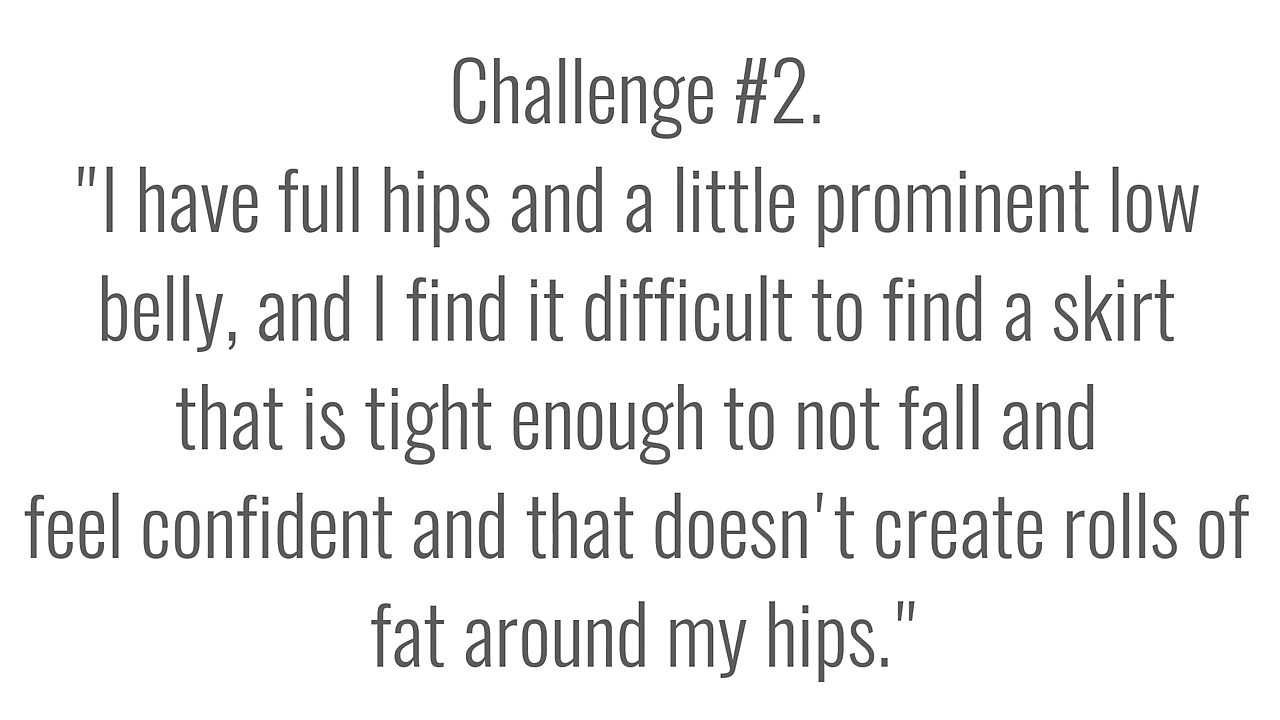 Challenge #2.
"I have full hips and a little prominent low
belly, and I find it difficult to find a skirt
that is tight enough to not fall and
feel confident and that doesn't create rolls of
fat around my hips."